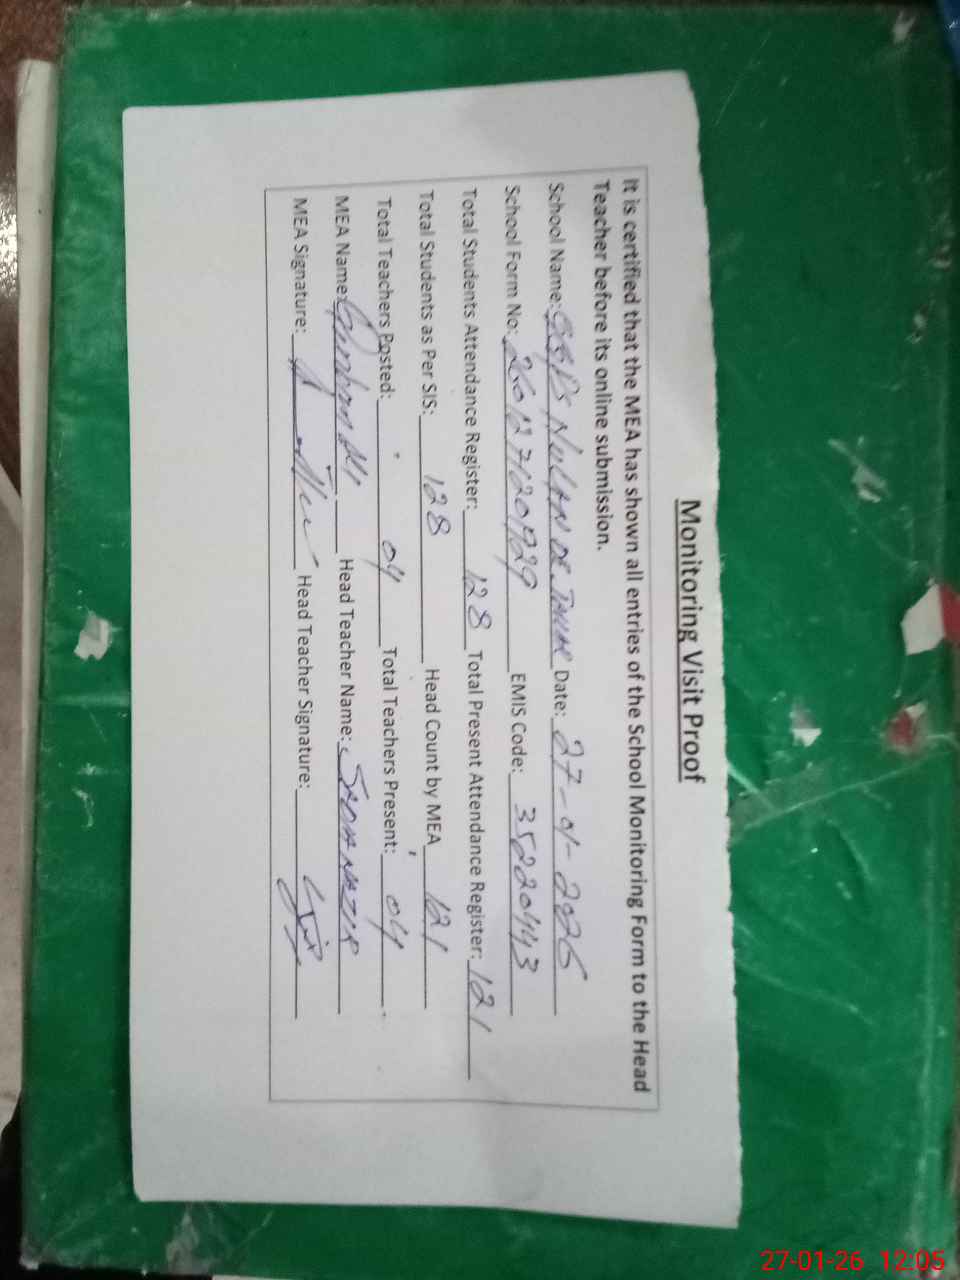 Monitoring Visit Proof
It is certified that the MEA has shown all entries of the School Monitoring Form to the Head
Teacher before its online submission.
School Name: Date: 27-01-2026
School Form No: EMIS Code: 35220443
Total Students Attendance Register: 128 Total Present Attendance Register: 121
Total Students as Per SIS: 128 Head Count by MEA 121
Total Teachers Posted: 04 Total Teachers Present: 04
MEA Name: Head Teacher Name: NAZIR
MEA Signature: Head Teacher Signature:
27-01-26 12:05